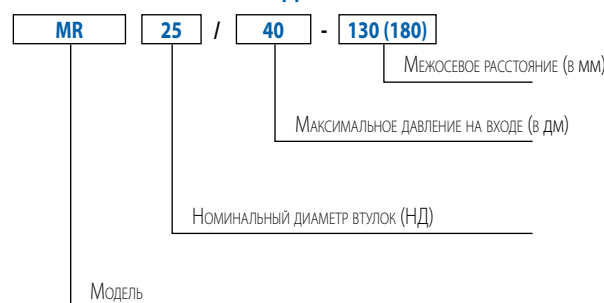 MR 25 / 40 - 130 (180)
Межосевое расстояние (в мм)
Максимальное давление на входе (в дм)
Номинальный диаметр втулок (НД)
Модель